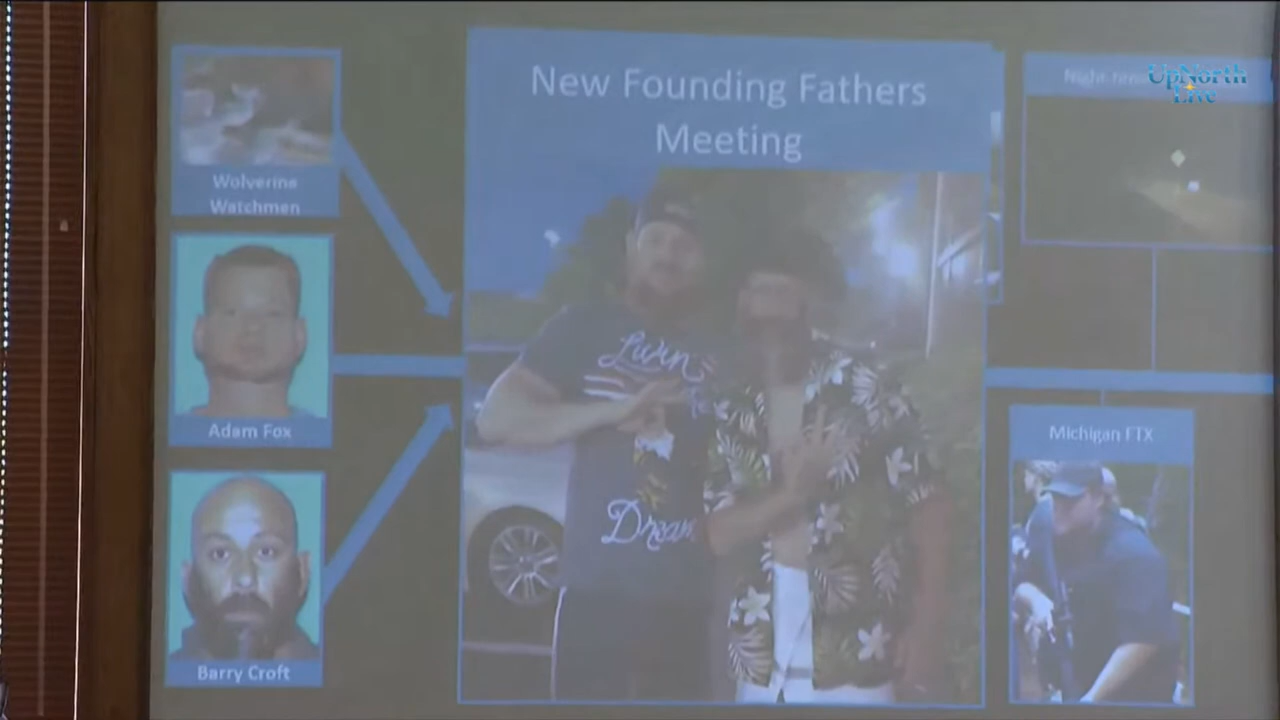 New Founding Fathers
Meeting
UpNorth
Live
Wolverine
Watchmen
Adam Fox
Barry Croft
Livin
Dream
Michigan FTX